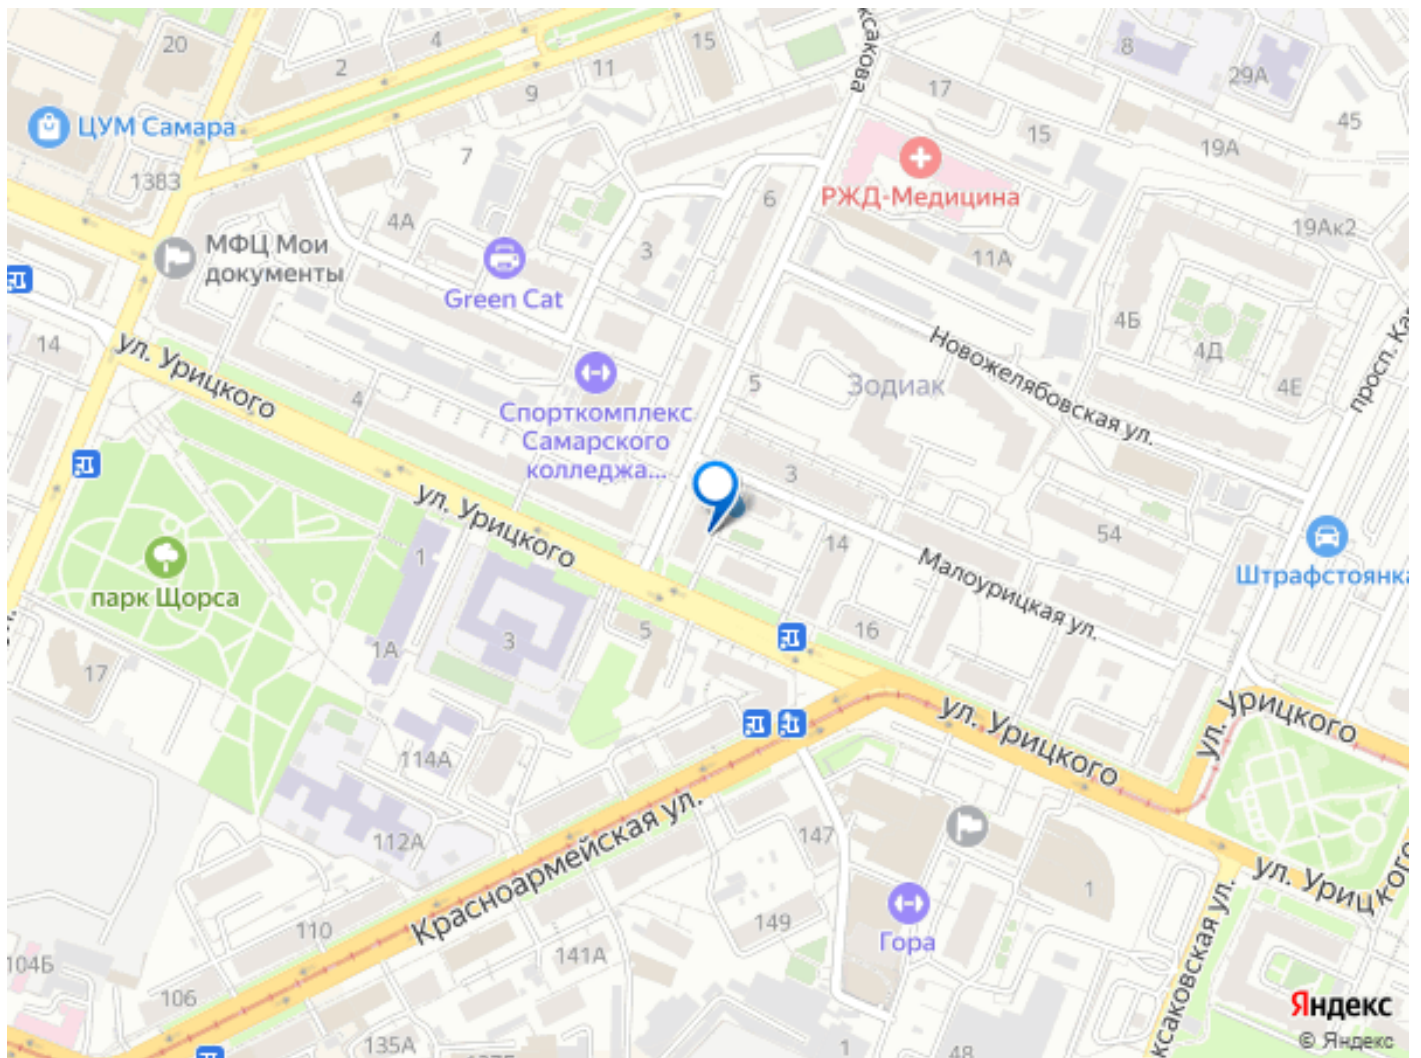 20
4
2
15
11
9
ксакова
8
29А
17
45
15
19А
ЦУМ Самара
7
1383
РЖД-Медицина
6
4А
МФЦ Мои
документы
3
19Ак2
11А
Green Cat
4Б
14
ул. Урицкого
Новожелябовская ул.
4Д
просп. Ка
Зодиак
5
4Е
4
Спорткомплекс
Самарского
колледжа...
3
ул. Урицкого
54
14
1
Малоурицкая ул.
Штрафстоянка
парк Щорса
16
5
3
1А
17
ул. Урицкого
ул. Урицкого
114А
Красноармейская ул.
147
112А
1
ул. Урицкого
149
110
Гора
141А
104Б
106
ксаковская ул.
Яндекс
© Яндекс
135А
1
48